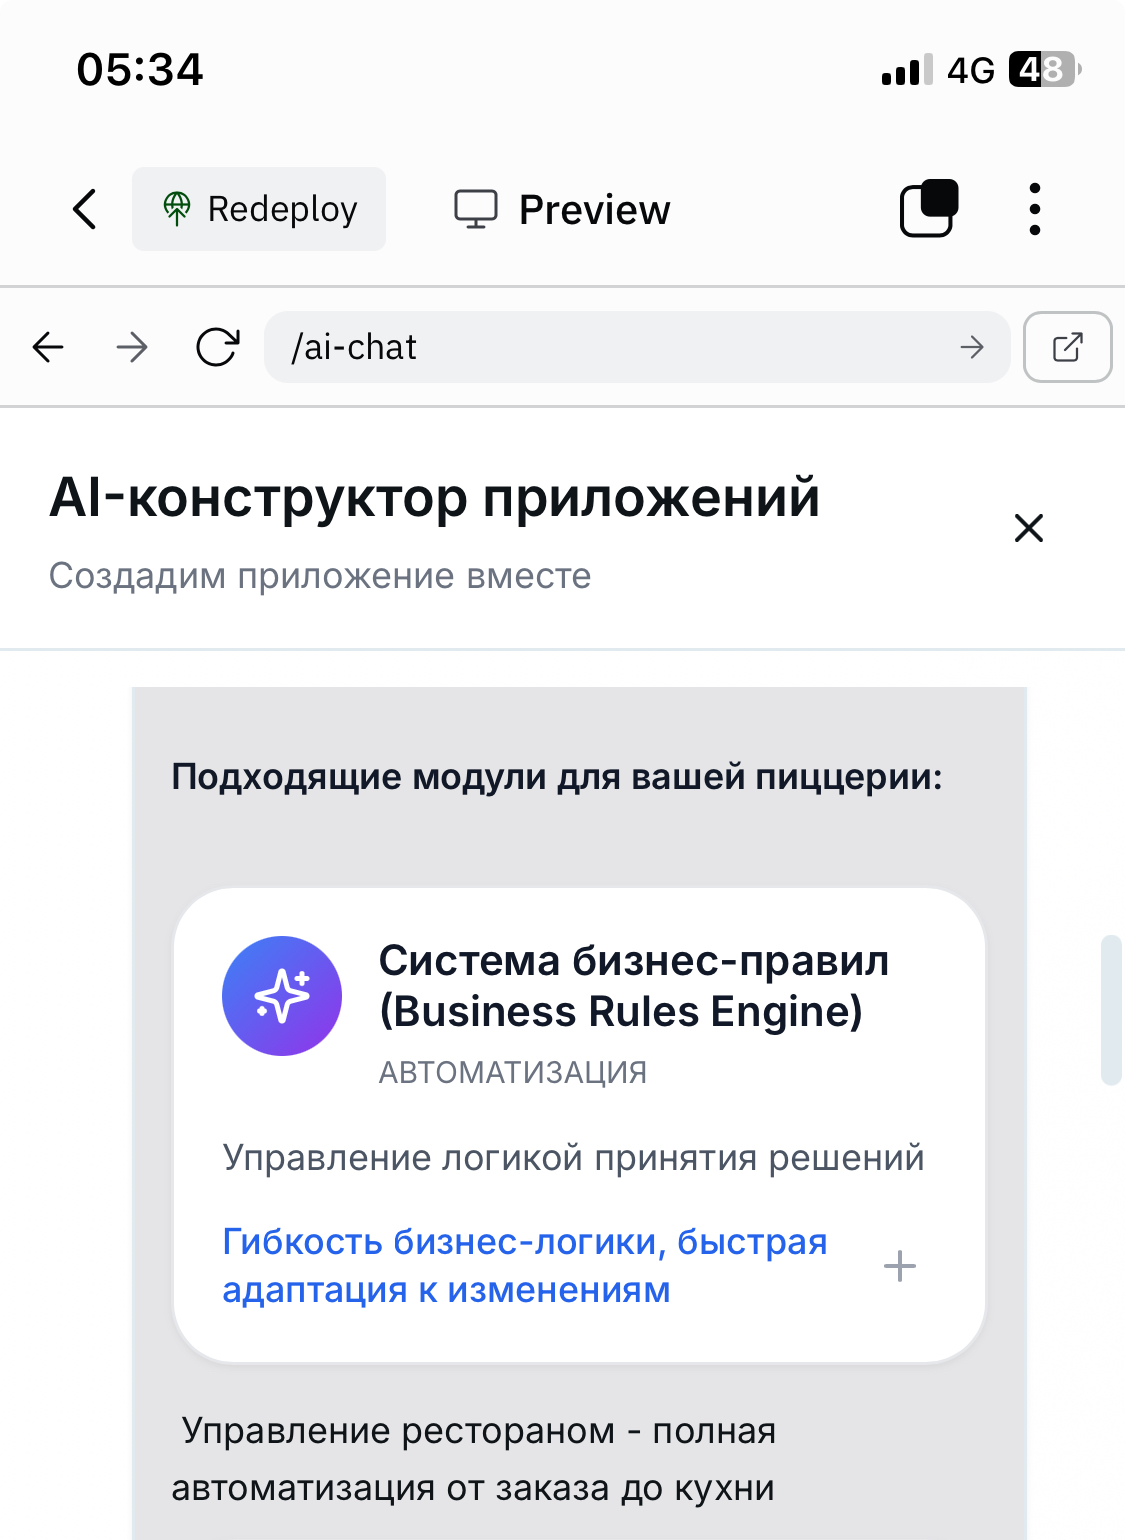 05:34
4G 48
Redeploy Preview
/ai-chat
AI-конструктор приложений
Создадим приложение вместе
Подходящие модули для вашей пиццерии:
Система бизнес-правил
(Business Rules Engine)
АВТОМАТИЗАЦИЯ
Управление логикой принятия решений
Гибкость бизнес-логики, быстрая
адаптация к изменениям
Управление рестораном - полная
автоматизация от заказа до кухни